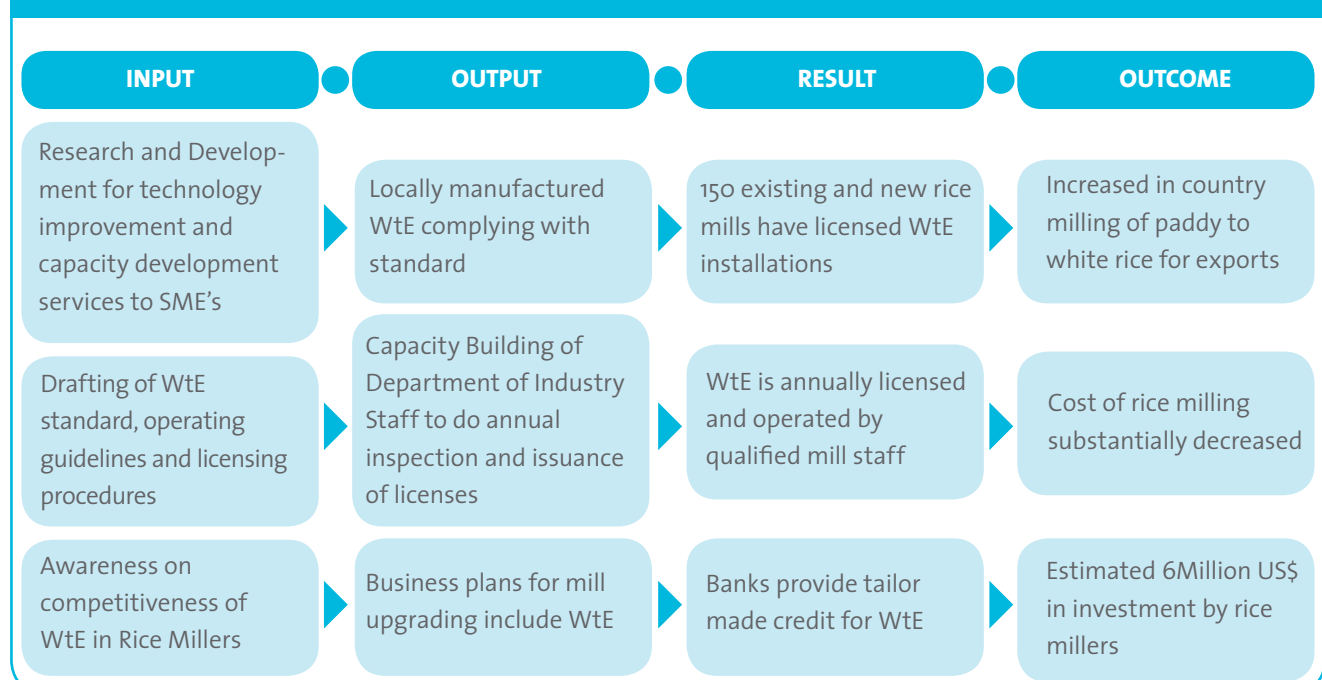 INPUT
OUTPUT
RESULT
OUTCOME
Research and Develop-
ment for technology
improvement and
capacity development
services to SME's
Locally manufactured
WtE complying with
standard
150 existing and new rice
mills have licensed WtE
installations
Increased in country
milling of paddy to
white rice for exports
Drafting of WtE
standard, operating
guidelines and licensing
procedures
Capacity Building of
Department of Industry
Staff to do annual
inspection and issuance
of licenses
WtE is annually licensed
and operated by
qualified mill staff
Cost of rice milling
substantially decreased
Awareness on
competitiveness of
WtE in Rice Millers
Business plans for mill
upgrading include WtE
Banks provide tailor
made credit for WtE
Estimated 6Million US$
in investment by rice
millers